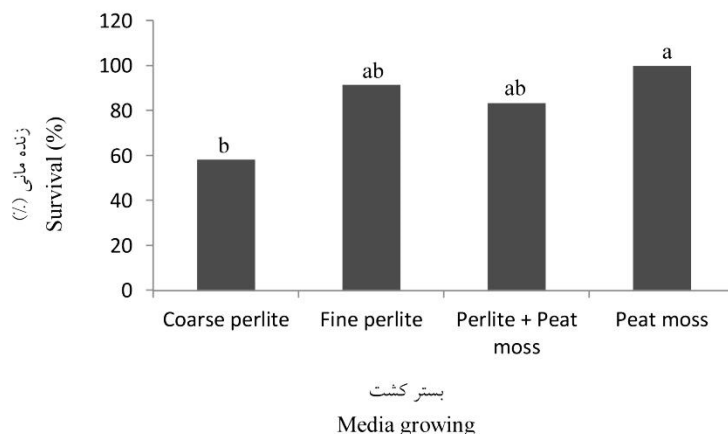 120
100
80
60
40
20
0
b
ab
ab
a
زنده مانی (٪)
Survival (%)
Coarse perlite
Fine perlite
Perlite + Peat
moss
Peat moss
بستر کشت
Media growing